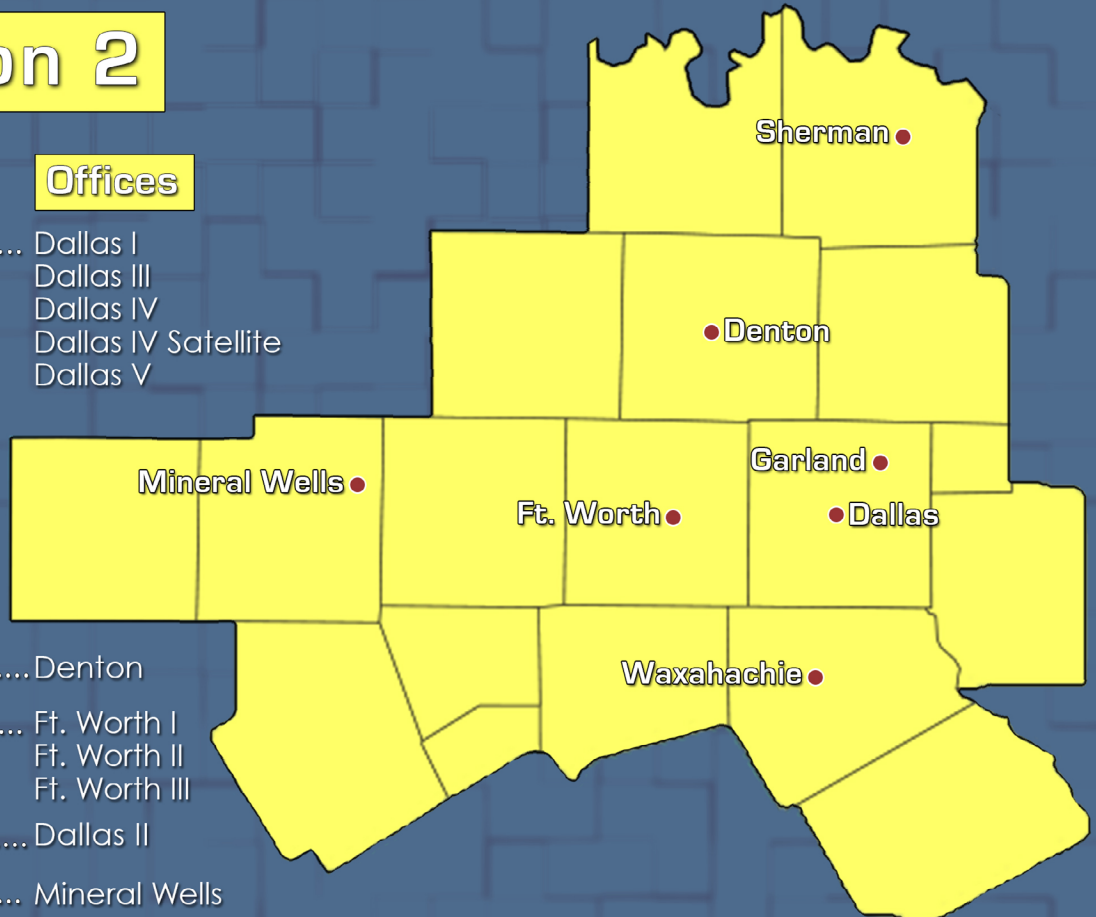 on 2
Offices
... Dallas I
Dallas III
Dallas IV
Dallas IV Satellite
Dallas V
....Denton
... Ft. Worth I
Ft. Worth II
Ft. Worth III
.... Dallas II
... Mineral Wells
Sherman
Denton
Garland
Mineral Wells
Ft. Worth
Dallas
Waxahachie